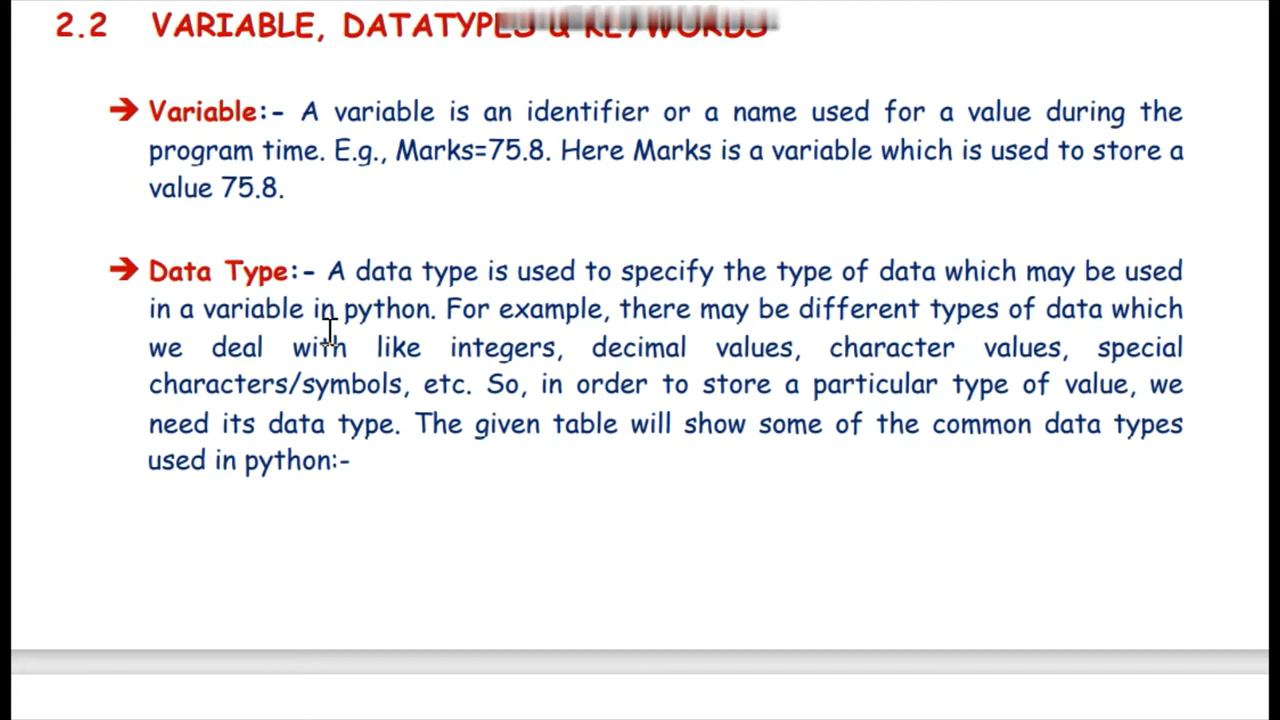 2.2 VARIABLE, DATATYPES & KEYWORDS
➔ Variable:- A variable is an identifier or a name used for a value during the
program time. E.g., Marks=75.8. Here Marks is a variable which is used to store a
value 75.8.
➔ Data Type:- A data type is used to specify the type of data which may be used
in a variable in python. For example, there may be different types of data which
we deal with like integers, decimal values, character values, special
characters/symbols, etc. So, in order to store a particular type of value, we
need its data type. The given table will show some of the common data types
used in python:-